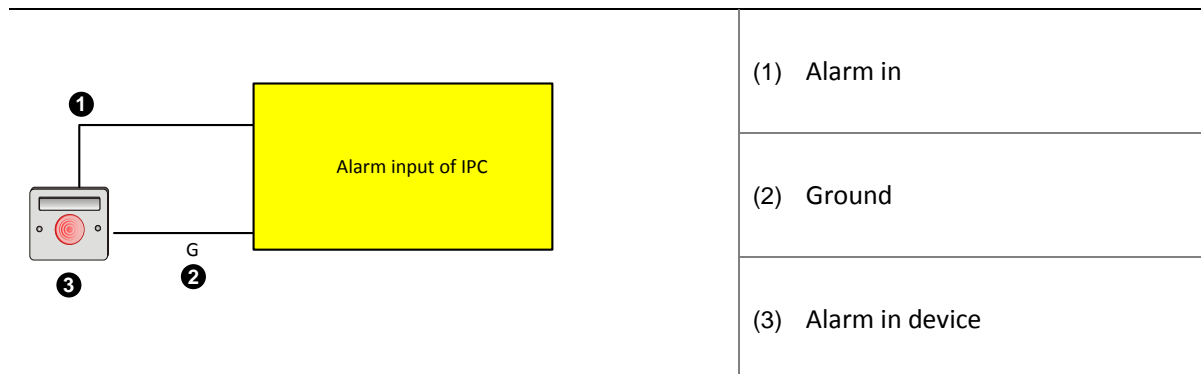 1
Alarm input of IPC
G
2
3
(1) Alarm in
(2) Ground
(3) Alarm in device